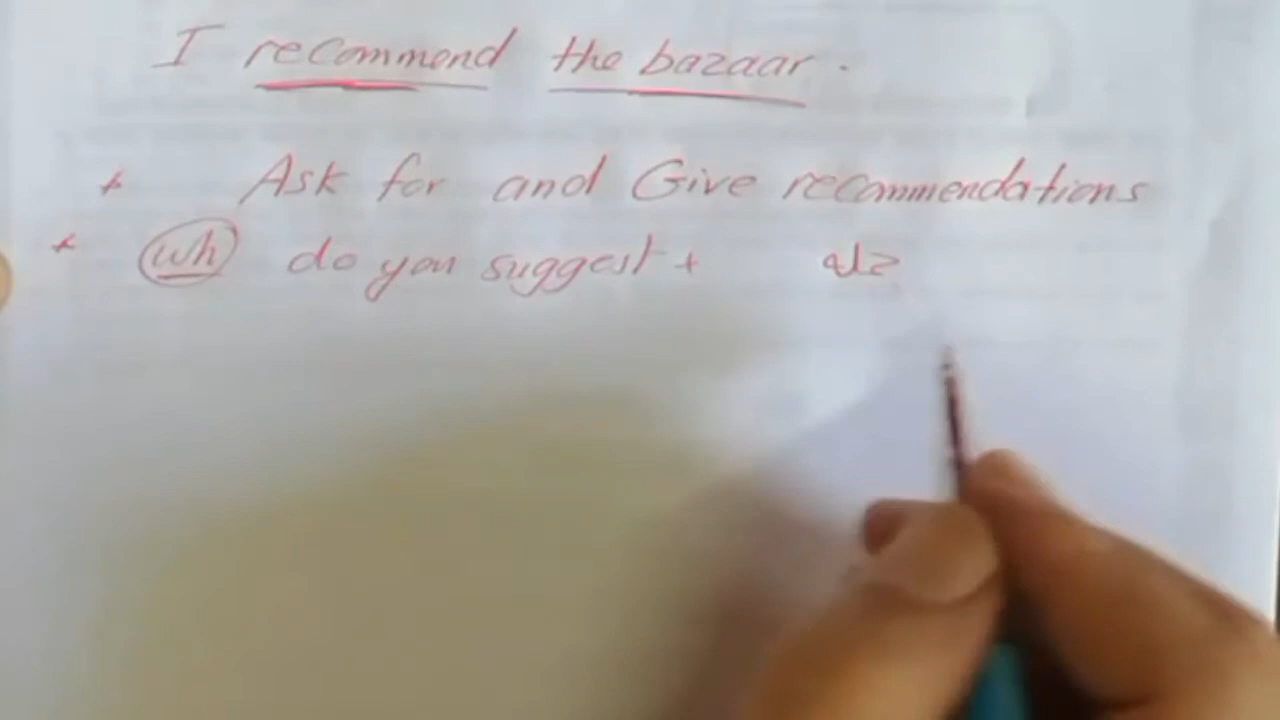 I recommend the bazaar.
* Ask for and Give recommendations
* Wh do you suggest +